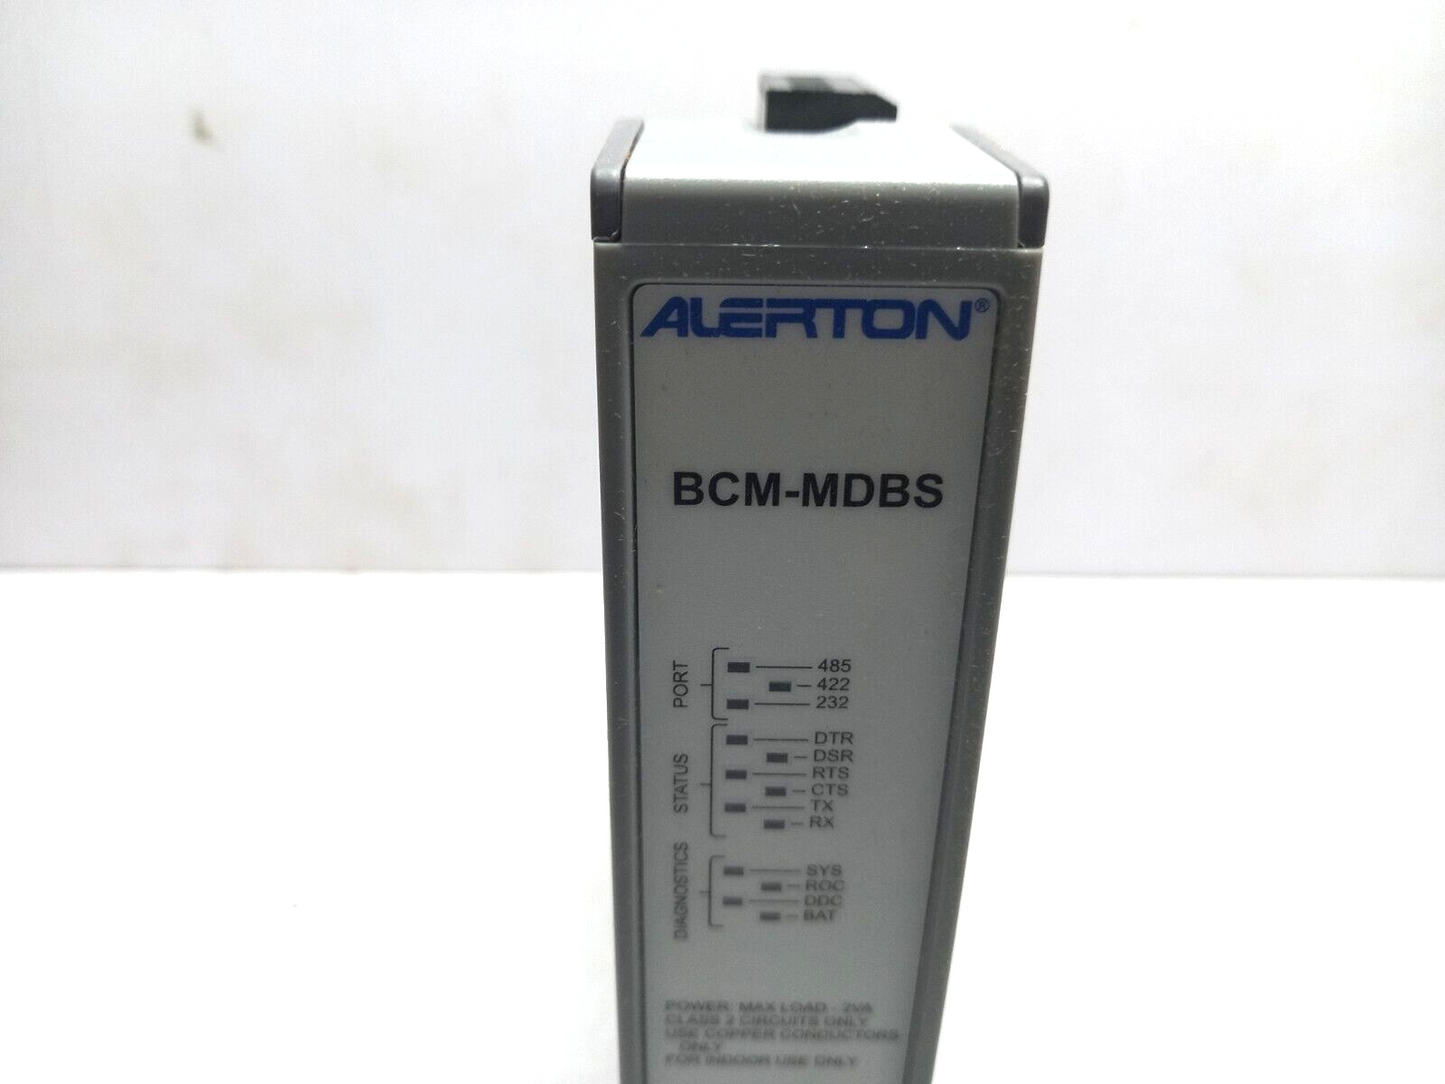 ALERTON®
BCM-MDBS
PORT
485
422
232
STATUS
DTR
DSR
RTS
CTS
TX
RX
DIAGNOSTICS
SYS
ROC
DDC
BAT
POWER: MAX LOAD - 2VA
CLASS 2 CIRCUITS ONLY
USE COPPER CONDUCTORS
ONLY
FOR INDOOR USE ONLY